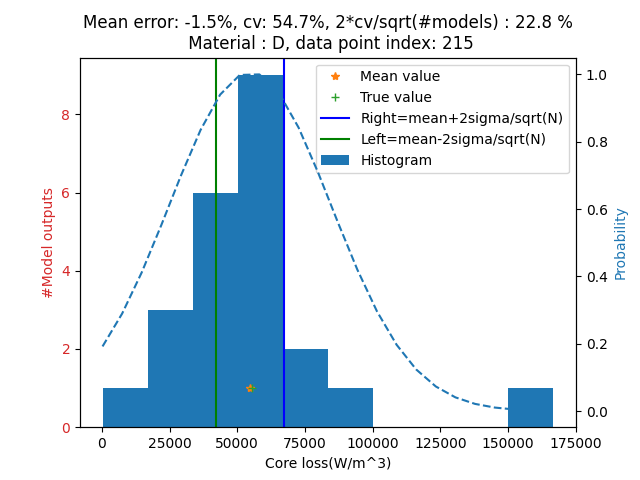 Mean error: -1.5%, cv: 54.7%, 2*cv/sqrt(#models) : 22.8 %
Material : D, data point index: 215
Mean value
True value
Right=mean+2sigma/sqrt(N)
Left=mean-2sigma/sqrt(N)
Histogram
#Model outputs
8
6
4
2
0
1.0
0.8
0.6
0.4
0.2
0.0
Probability
0 25000 50000 75000 100000 125000 150000 175000
Core loss(W/m^3)